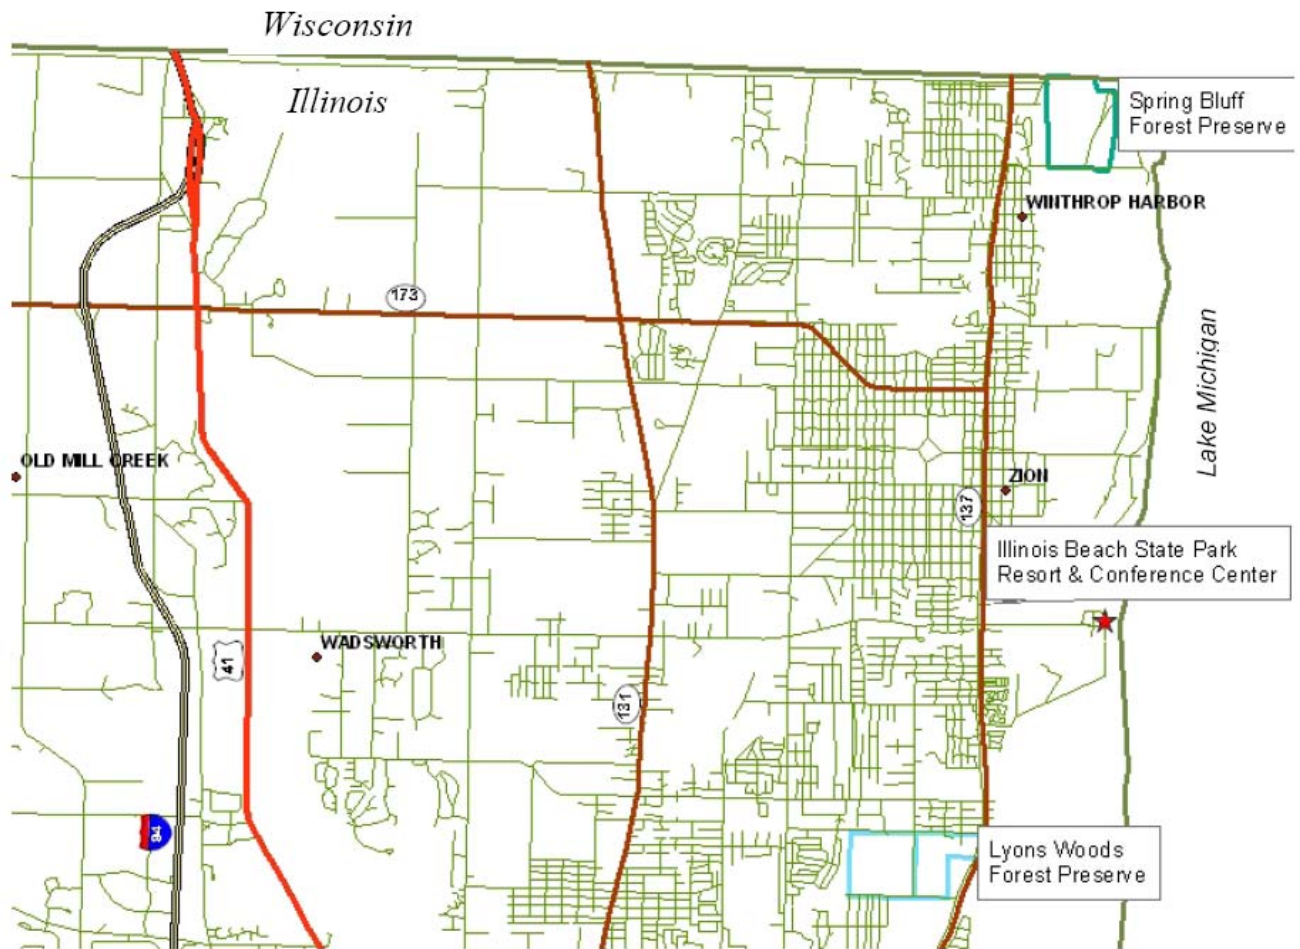 Wisconsin
Illinois
Spring Bluff
Forest Preserve
WINTHROP HARBOR
173
Lake Michigan
OLD MILL CREEK
ZION
137
Illinois Beach State Park
Resort & Conference Center
WADSWORTH
41
131
94
Lyons Woods
Forest Preserve